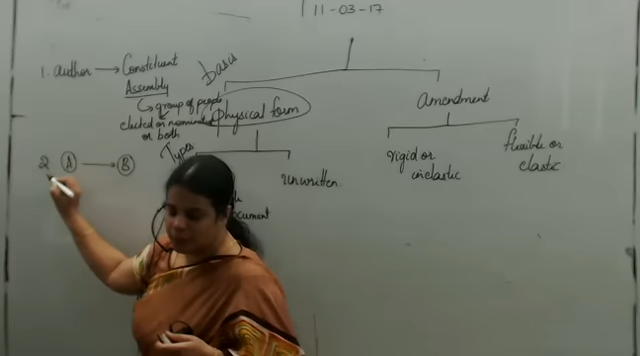 11-03-17
1. author → Constituent
Assembly
↳ group of people
elected or nominated
or both
2 A → B
basis
Physical form
Types
unwritten.
ocument
Amendment
rigid or
inelastic
flexible or
elastic